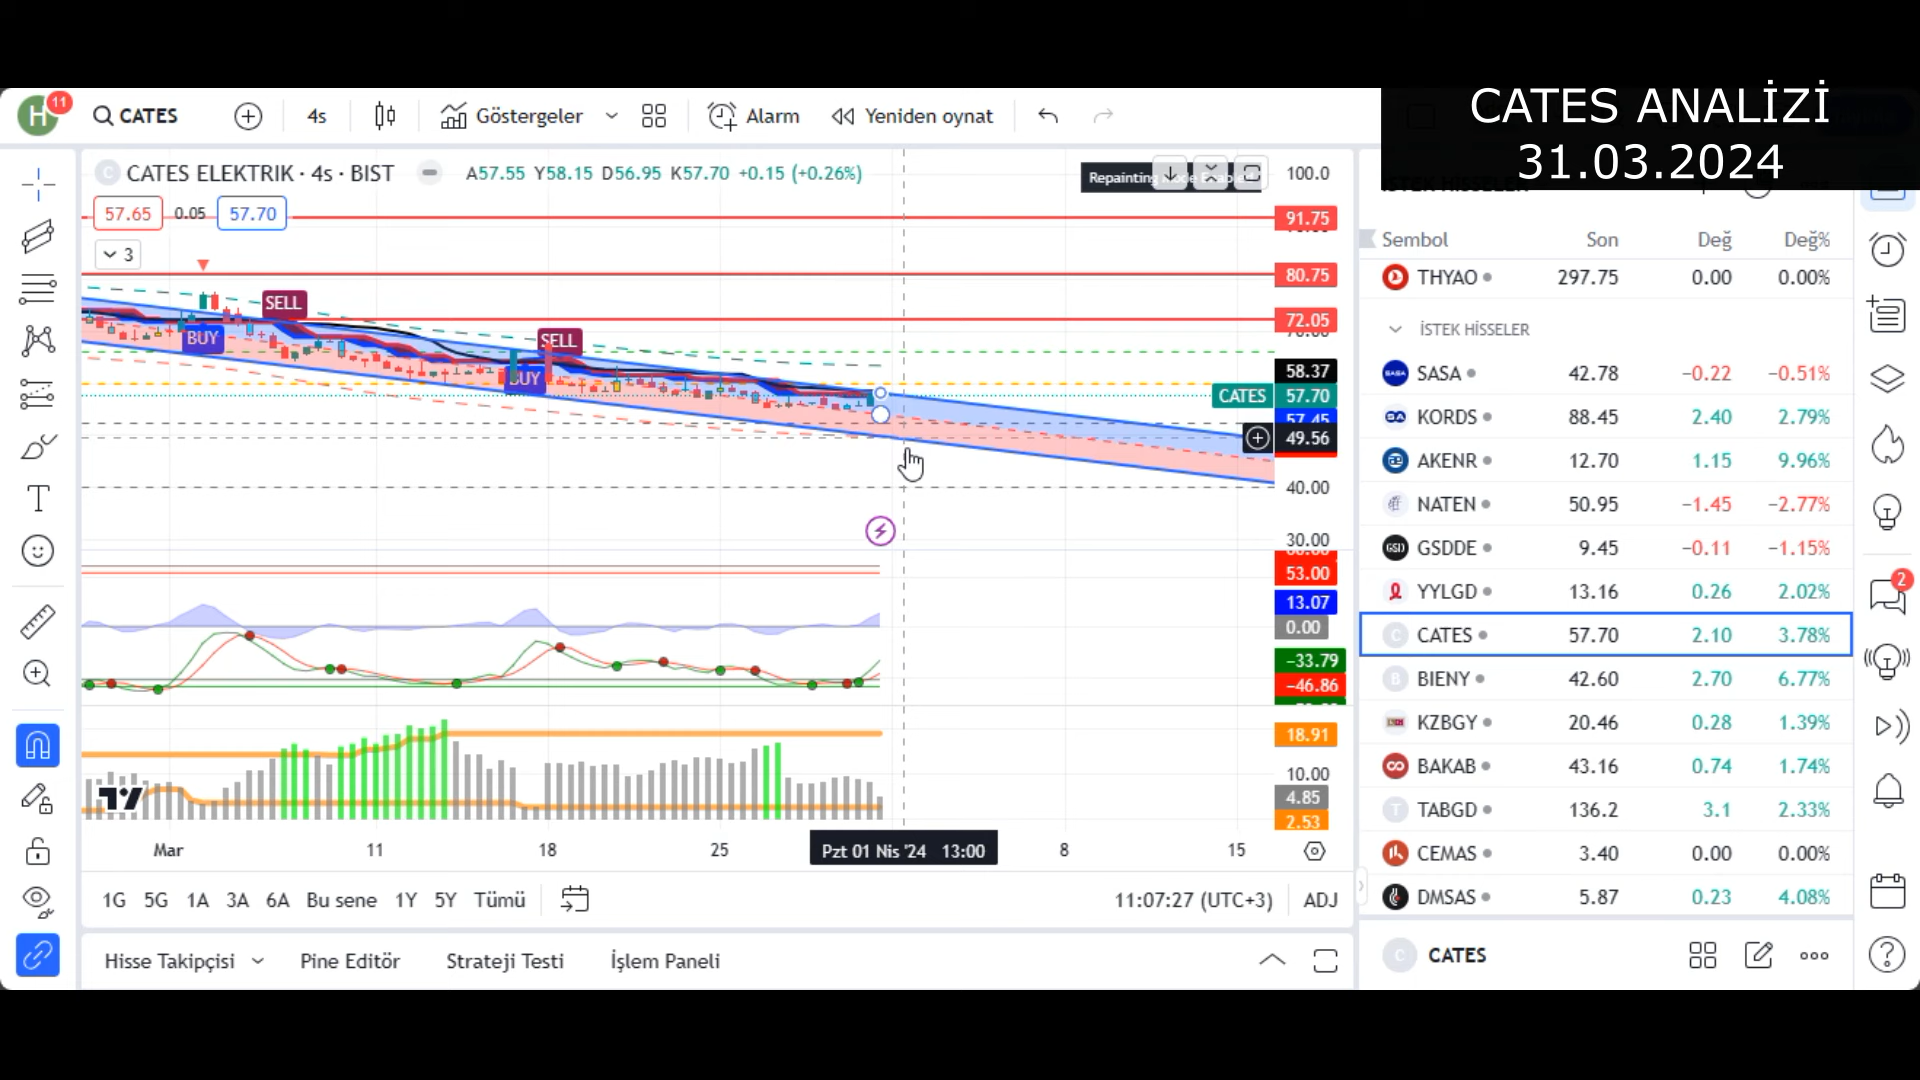 CATES ANALİZİ
31.03.2024
H 11 CATES 4s Göstergeler Alarm Yeniden oynat
CATES ELEKTRIK · 4s · BIST A57.55 Y58.15 D56.95 K57.70 +0.15 (+0.26%)
Repainting
57.65 0.05 57.70
3
SELL
BUY
SELL
BUY
100.0
91.75
80.75
72.05
58.37
CATES 57.70
57.45
49.56
40.00
30.00
53.00
13.07
0.00
−33.79
−46.86
18.91
10.00
4.85
2.53
Mar 11 18 25 Pzt 01 Nis '24 13:00 8 15
1G 5G 1A 3A 6A Bu sene 1Y 5Y Tümü 11:07:27 (UTC+3) ADJ
Hisse Takipçisi Pine Editör Strateji Testi İşlem Paneli
İSTEK HİSSELER
Sembol Son Değ Değ%
THYAO 297.75 0.00 0.00%
İSTEK HİSSELER
SASA 42.78 −0.22 −0.51%
KORDS 88.45 2.40 2.79%
AKENR 12.70 1.15 9.96%
NATEN 50.95 −1.45 −2.77%
GSDDE 9.45 −0.11 −1.15%
YYLGD 13.16 0.26 2.02%
CATES 57.70 2.10 3.78%
BIENY 42.60 2.70 6.77%
KZBGY 20.46 0.28 1.39%
BAKAB 43.16 0.74 1.74%
TABGD 136.2 3.1 2.33%
CEMAS 3.40 0.00 0.00%
DMSAS 5.87 0.23 4.08%
CATES
2